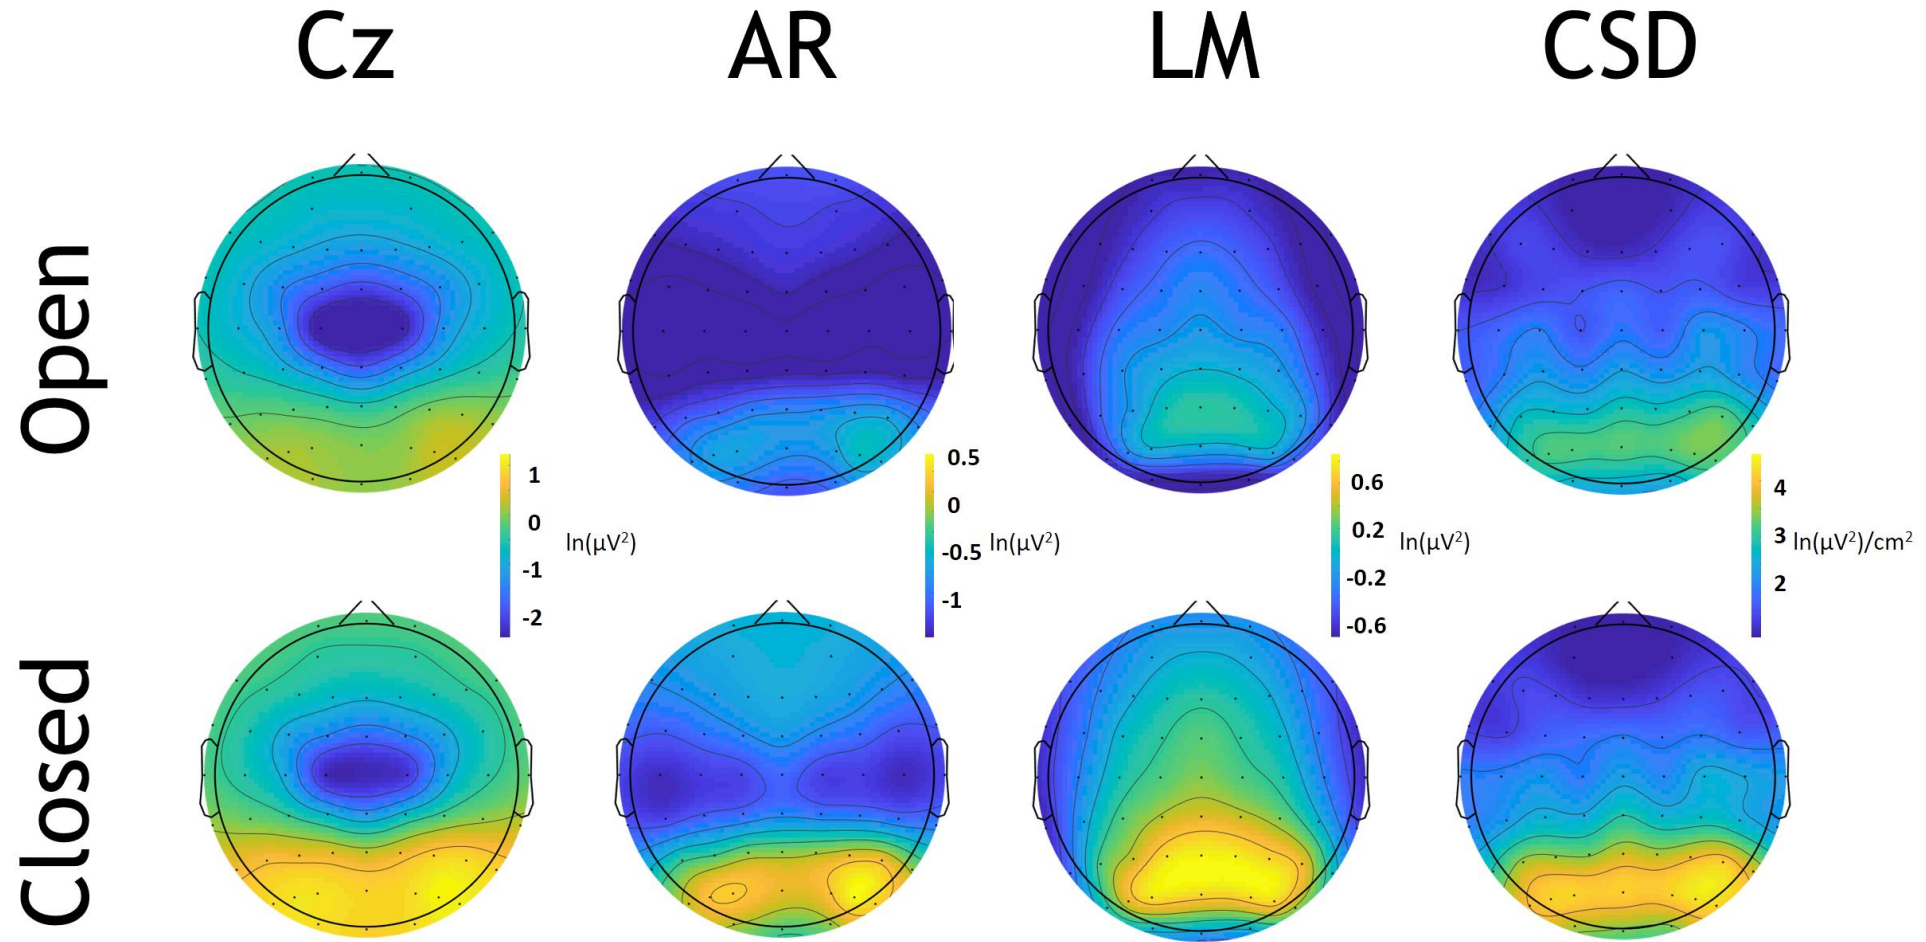 Cz AR LM CSD
Open
1
0
-1
-2
ln(μV²)
0.5
0
-0.5
-1
ln(μV²)
0.6
0.2
-0.2
-0.6
ln(μV²)
4
3
2
ln(μV²)/cm²
Closed